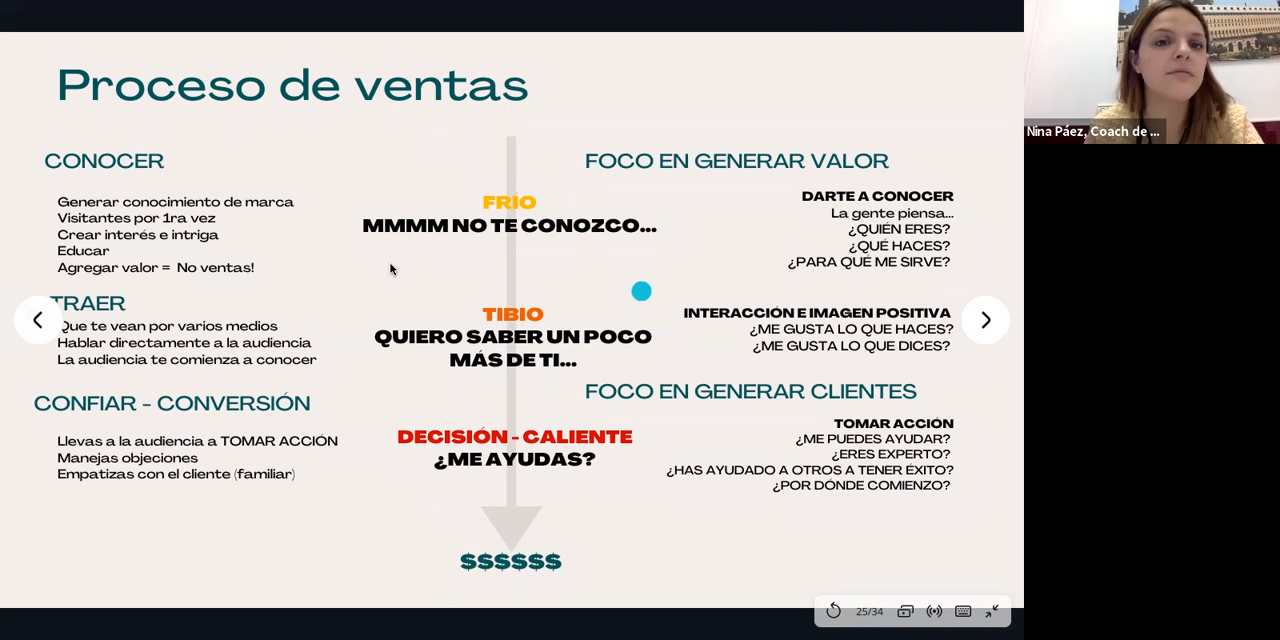 Proceso de ventas
CONOCER
Generar conocimiento de marca
Visitantes por 1ra vez
Crear interés e intriga
Educar
Agregar valor = No ventas!
TRAER
Que te vean por varios medios
Hablar directamente a la audiencia
La audiencia te comienza a conocer
CONFIAR - CONVERSIÓN
Llevas a la audiencia a TOMAR ACCIÓN
Manejas objeciones
Empatizas con el cliente (familiar)
FRÍO
MMMM NO TE CONOZCO...
TIBIO
QUIERO SABER UN POCO
MÁS DE TI...
DECISIÓN - CALIENTE
¿ME AYUDAS?
$$$$$$
FOCO EN GENERAR VALOR
DARTE A CONOCER
La gente piensa...
¿QUIÉN ERES?
¿QUÉ HACES?
¿PARA QUÉ ME SIRVE?
INTERACCIÓN E IMAGEN POSITIVA
¿ME GUSTA LO QUE HACES?
¿ME GUSTA LO QUE DICES?
FOCO EN GENERAR CLIENTES
TOMAR ACCIÓN
¿ME PUEDES AYUDAR?
¿ERES EXPERTO?
¿HAS AYUDADO A OTROS A TENER ÉXITO?
¿POR DÓNDE COMIENZO?
25/34
Nina Páez, Coach de ...